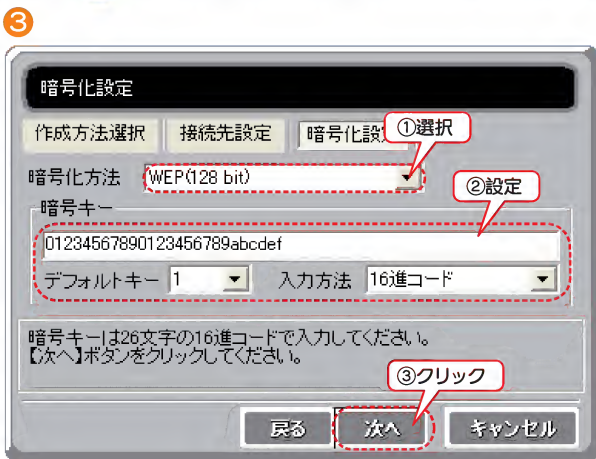 3
暗号化設定
作成方法選択 接続先設定 暗号化設
①選択
暗号化方法 WEP(128 bit)
②設定
暗号キー
01234567890123456789abcdef
デフォルトキー 1 入力方法 16進コード
暗号キーは26文字の16進コードで入力してください。
【次へ】ボタンをクリックしてください。
③クリック
戻る 次へ キャンセル